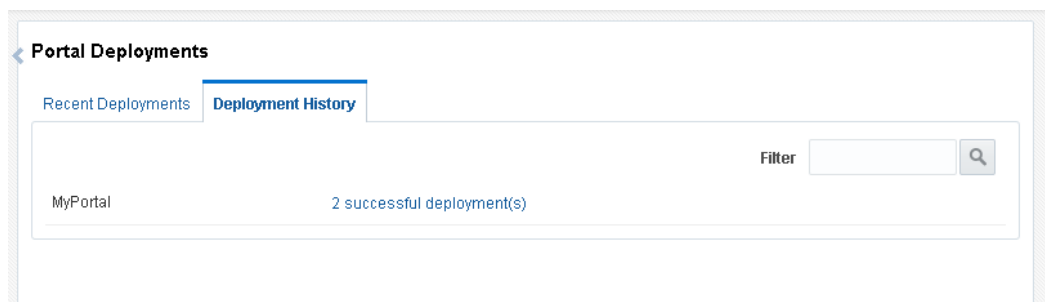 Portal Deployments
Recent Deployments Deployment History
Filter
MyPortal 2 successful deployment(s)